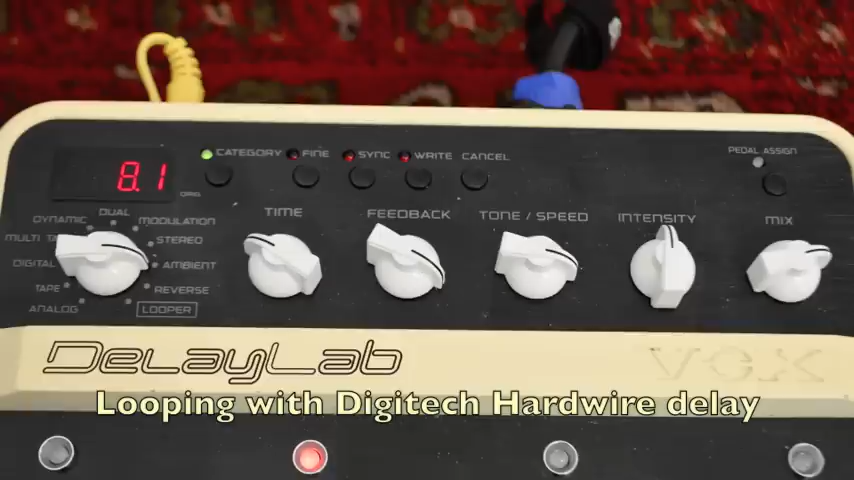 CATEGORY FINE SYNC WRITE CANCEL
PEDAL ASSIGN
8.1
ORIG
TIME FEEDBACK TONE / SPEED INTENSITY MIX
DUAL
DYNAMIC MODULATION
MULTI TA STEREO
DIGITAL AMBIENT
TAPE REVERSE
ANALOG LOOPER
DelayLab VOX
Looping with Digitech Hardwire delay